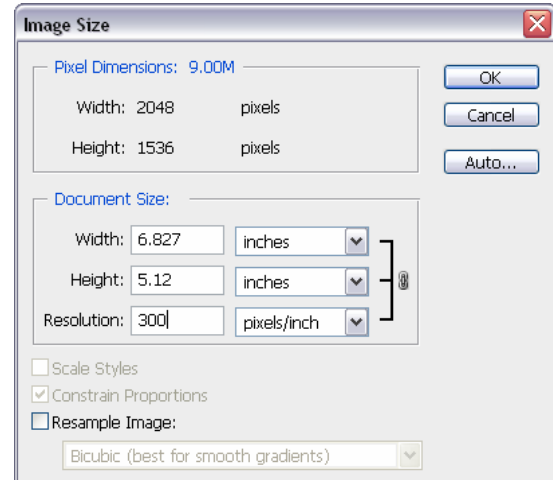 Image Size
Pixel Dimensions: 9.00M
OK
Width: 2048 pixels
Cancel
Height: 1536 pixels
Auto...
Document Size:
Width: 6.827 inches
Height: 5.12 inches
Resolution: 300 pixels/inch
Scale Styles
Constrain Proportions
Resample Image:
Bicubic (best for smooth gradients)